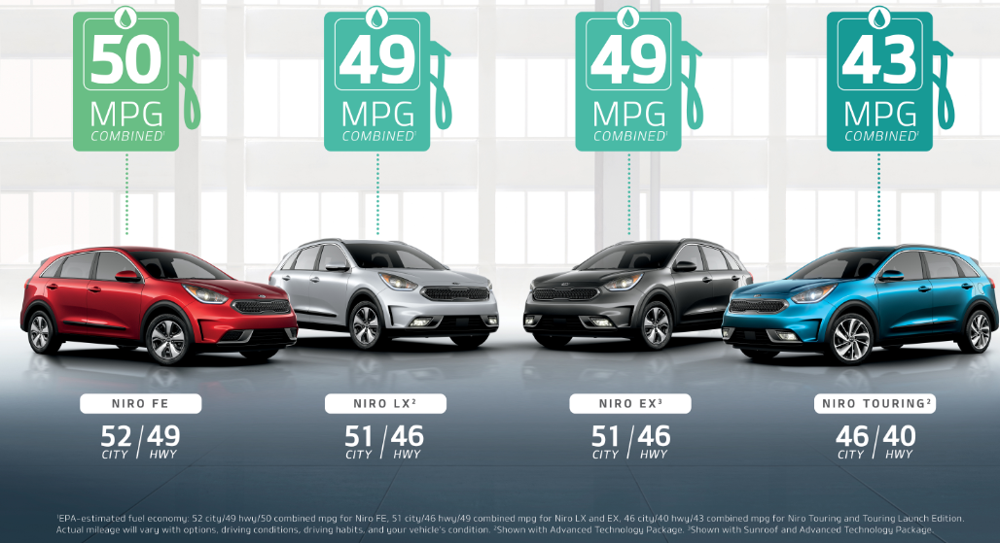 50 49 49 43
MPG MPG MPG MPG
COMBINED¹ COMBINED¹ COMBINED¹ COMBINED¹
NIRO FE NIRO LX² NIRO EX³ NIRO TOURING²
52/49 51/46 51/46 46/40
CITY HWY CITY HWY CITY HWY CITY HWY
¹EPA-estimated fuel economy: 52 city/49 hwy/50 combined mpg for Niro FE, 51 city/46 hwy/49 combined mpg for Niro LX and EX, 46 city/40 hwy/43 combined mpg for Niro Touring and Touring Launch Edition.
Actual mileage will vary with options, driving conditions, driving habits, and your vehicle's condition. ²Shown with Advanced Technology Package. ³Shown with Sunroof and Advanced Technology Package.